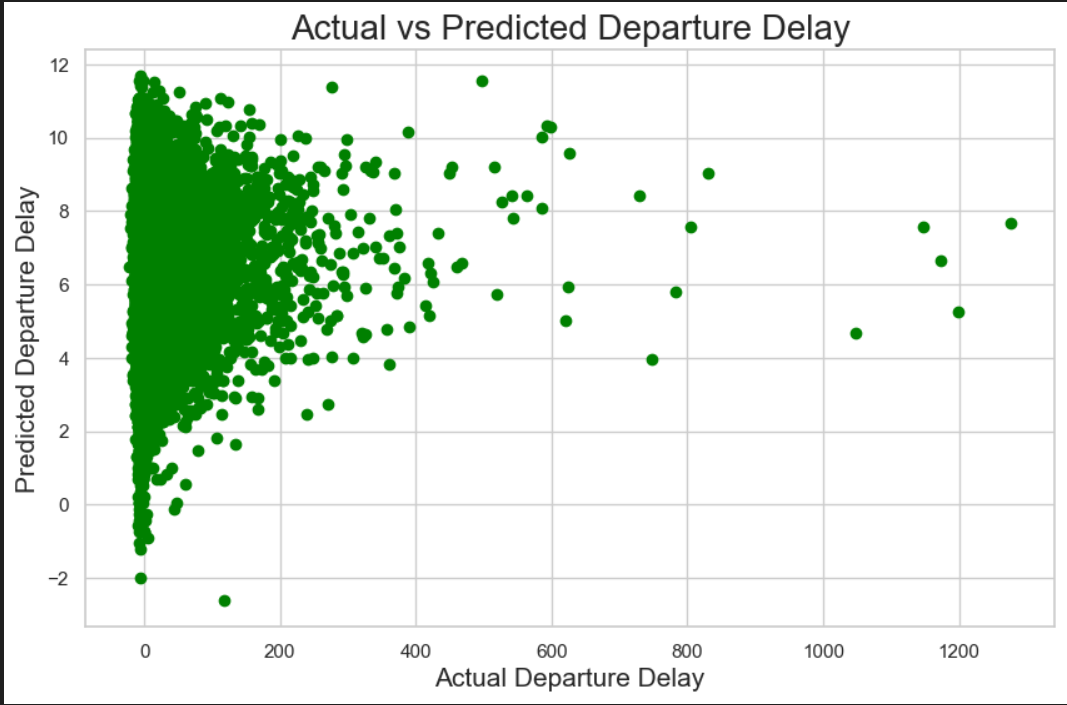 Actual vs Predicted Departure Delay
Predicted Departure Delay
12
10
8
6
4
2
0
−2
0 200 400 600 800 1000 1200
Actual Departure Delay